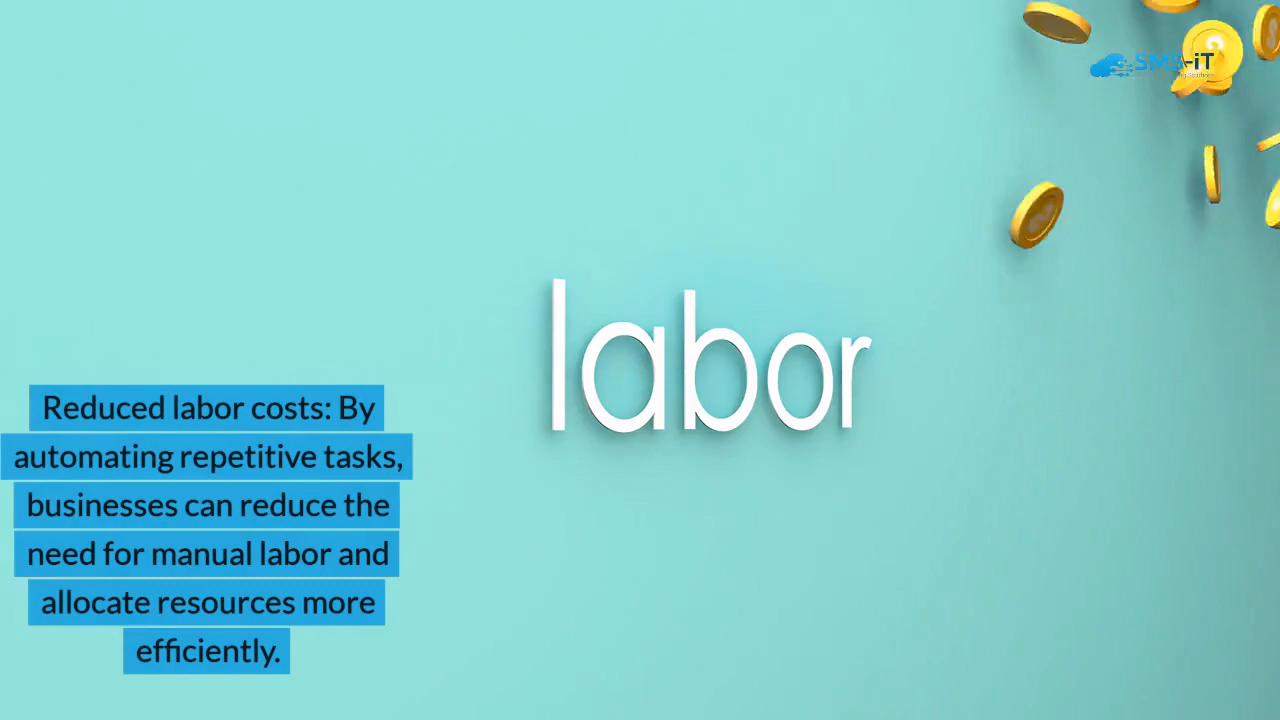 SMS-iT
labor
Reduced labor costs: By
automating repetitive tasks,
businesses can reduce the
need for manual labor and
allocate resources more
efficiently.